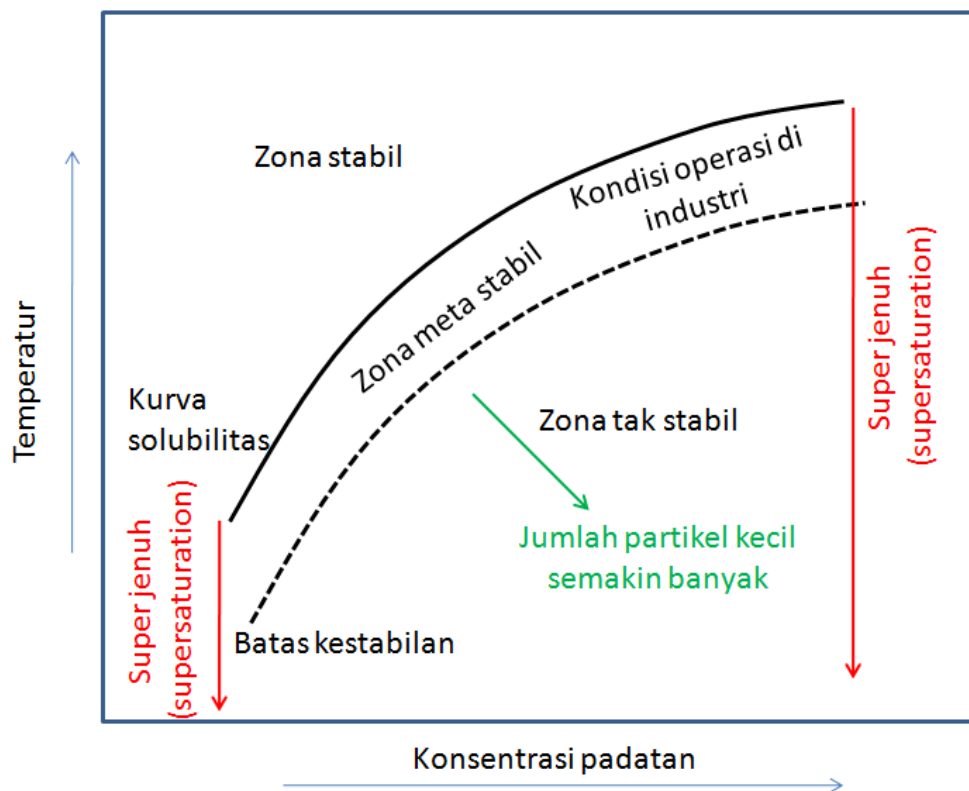 Zona stabil
Kondisi operasi di
industri
Zona meta stabil
Temperatur
Kurva
solubilitas
Zona tak stabil
Super jenuh
(supersaturation)
Super jenuh
(supersaturation)
Jumlah partikel kecil
semakin banyak
Batas kestabilan
Konsentrasi padatan